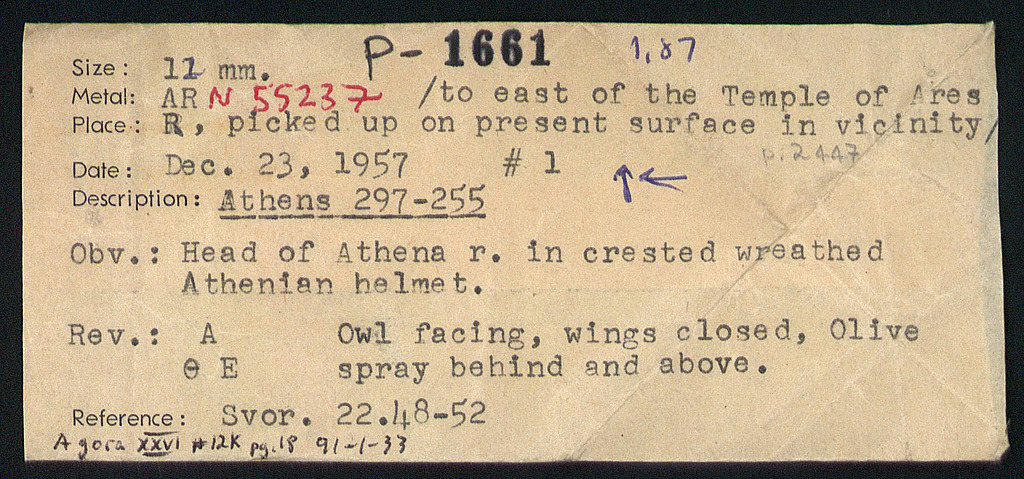 P- 1661 1,87
Size: 12 mm.
Metal: AR N 55237 /to east of the Temple of Ares
Place: R, picked up on present surface in vicinity/
p. 2447
Date: Dec. 23, 1957 # 1 ↑←
Description: Athens 297-255
Obv.: Head of Athena r. in crested wreathed
Athenian helmet.
Rev.: A Owl facing, wings closed, Olive
Θ E spray behind and above.
Reference: Svor. 22.48-52
Agora XXVI #12K pg.18 91-1-33